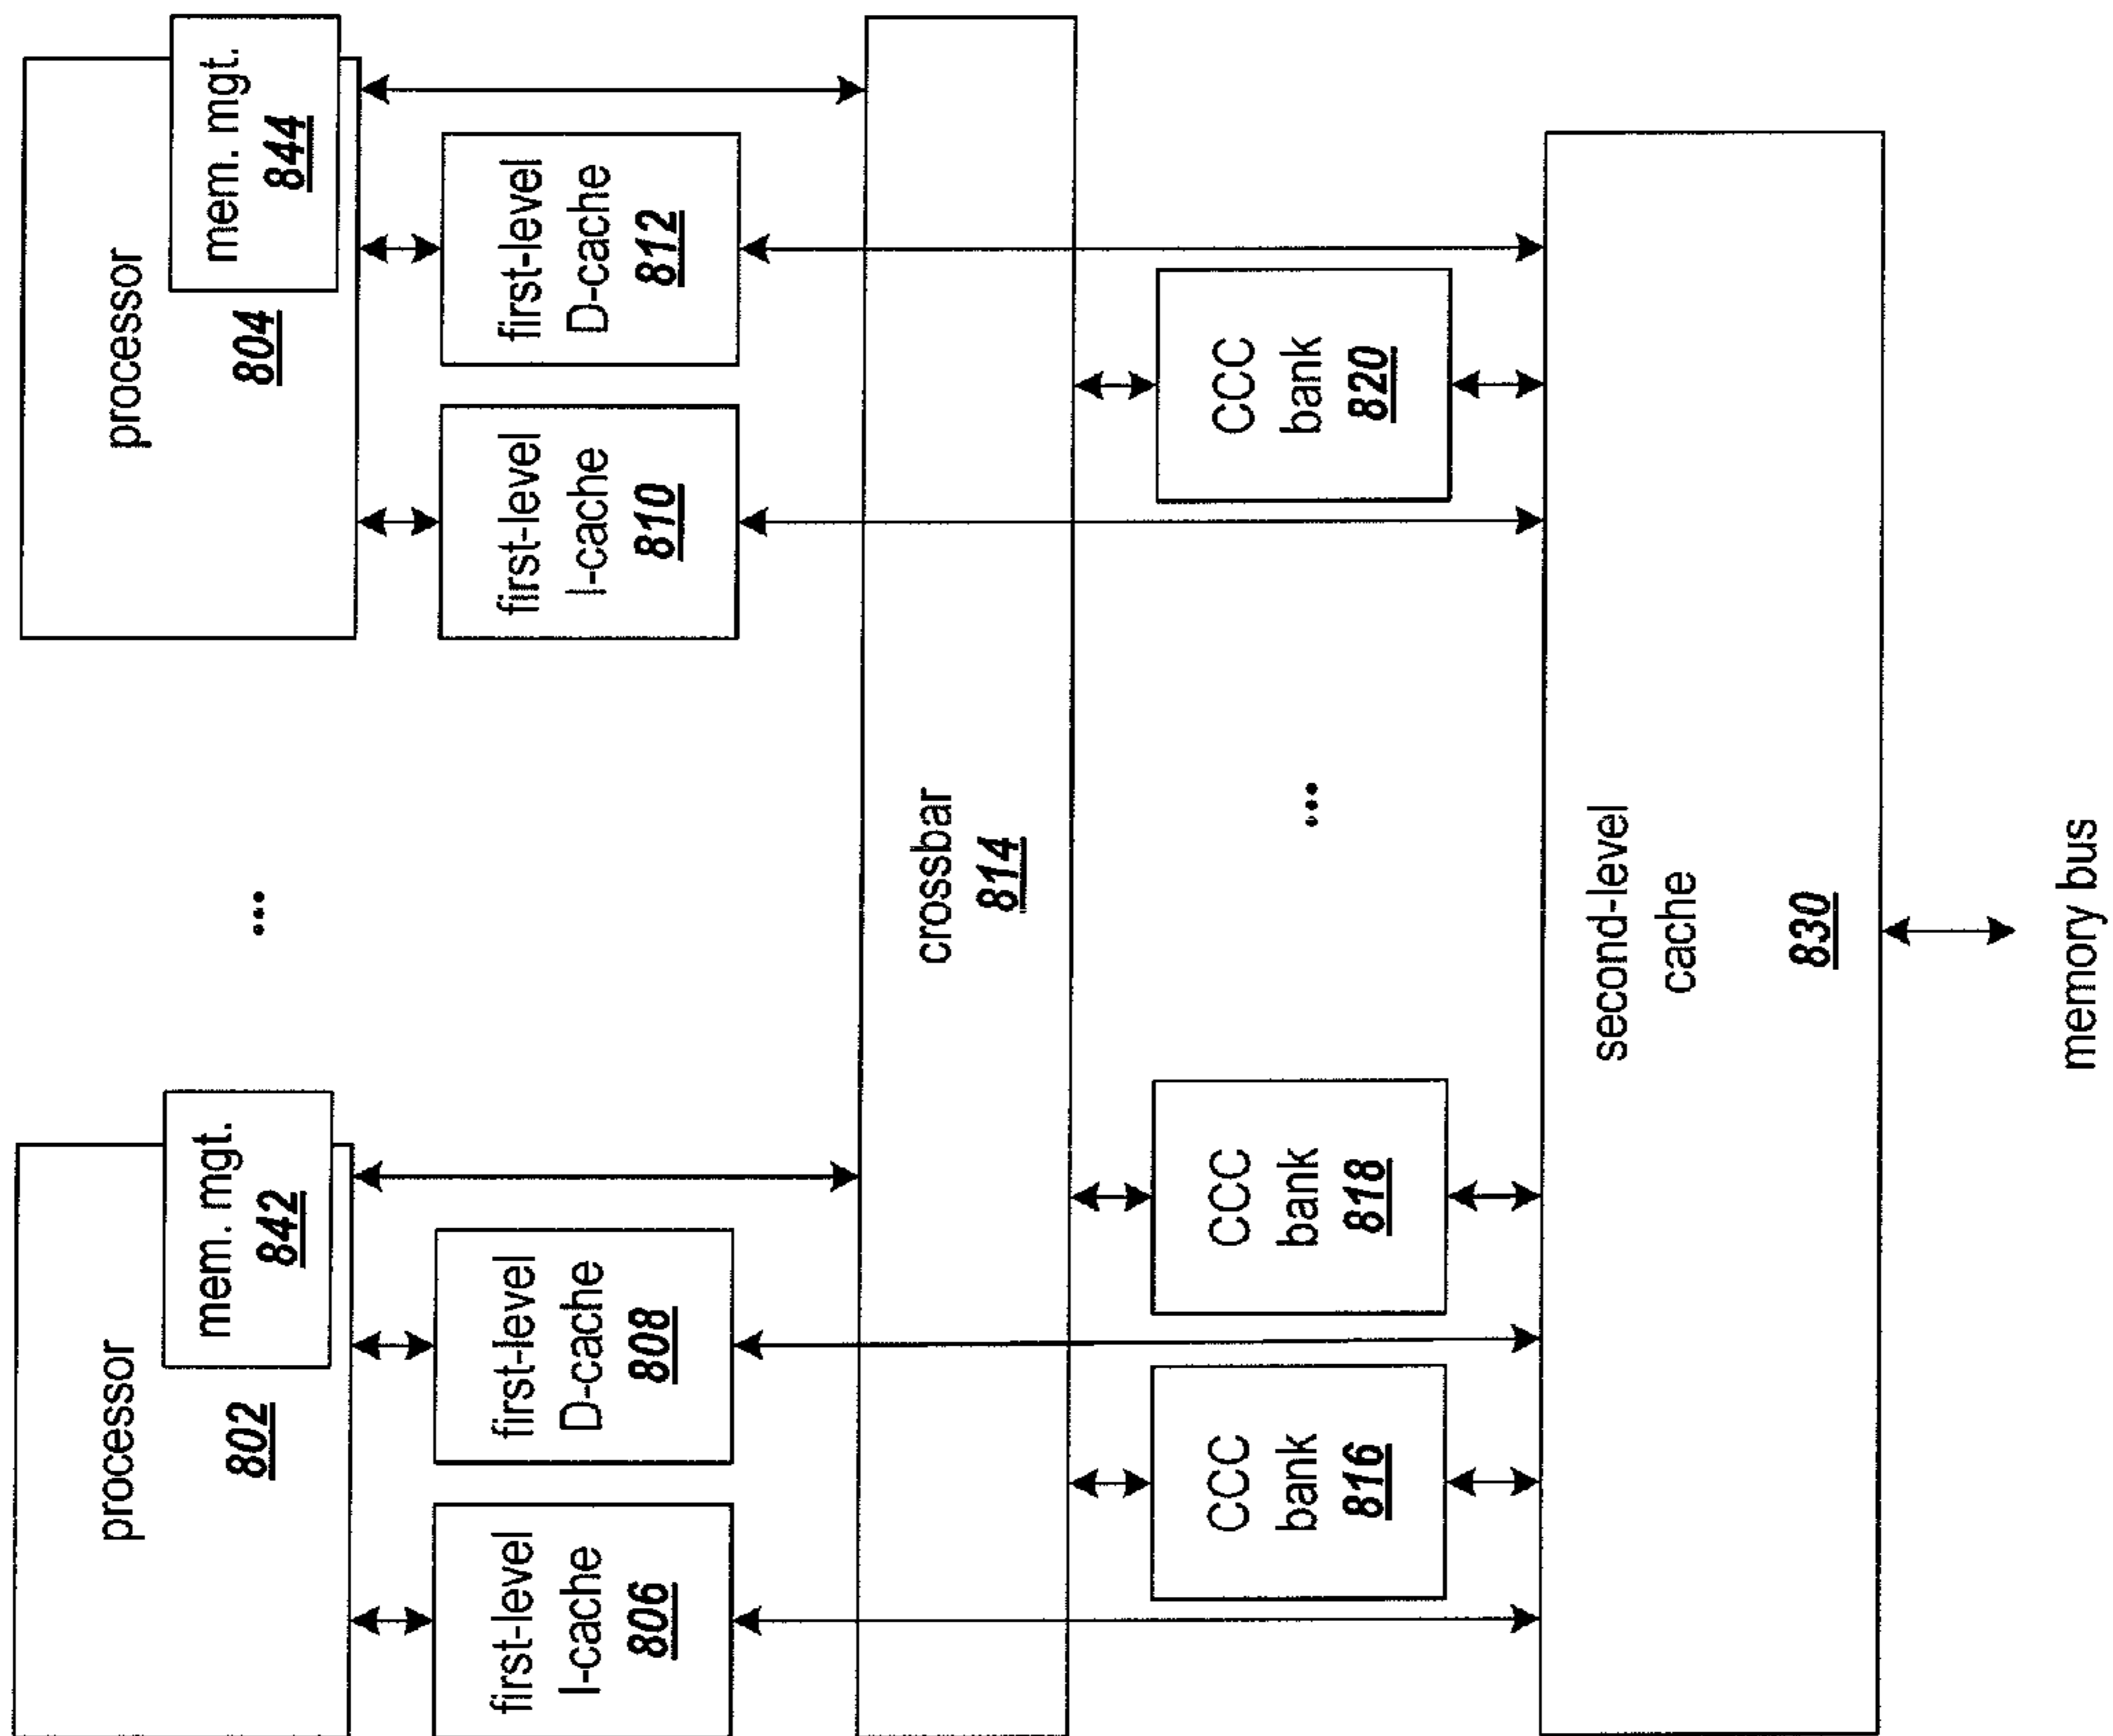 processor
802
mem. mgt.
842
...
processor
804
mem. mgt.
844
first-level
I-cache
806
first-level
D-cache
808
first-level
I-cache
810
first-level
D-cache
812
crossbar
814
CCC
bank
816
CCC
bank
818
...
CCC
bank
820
second-level
cache
830
memory bus